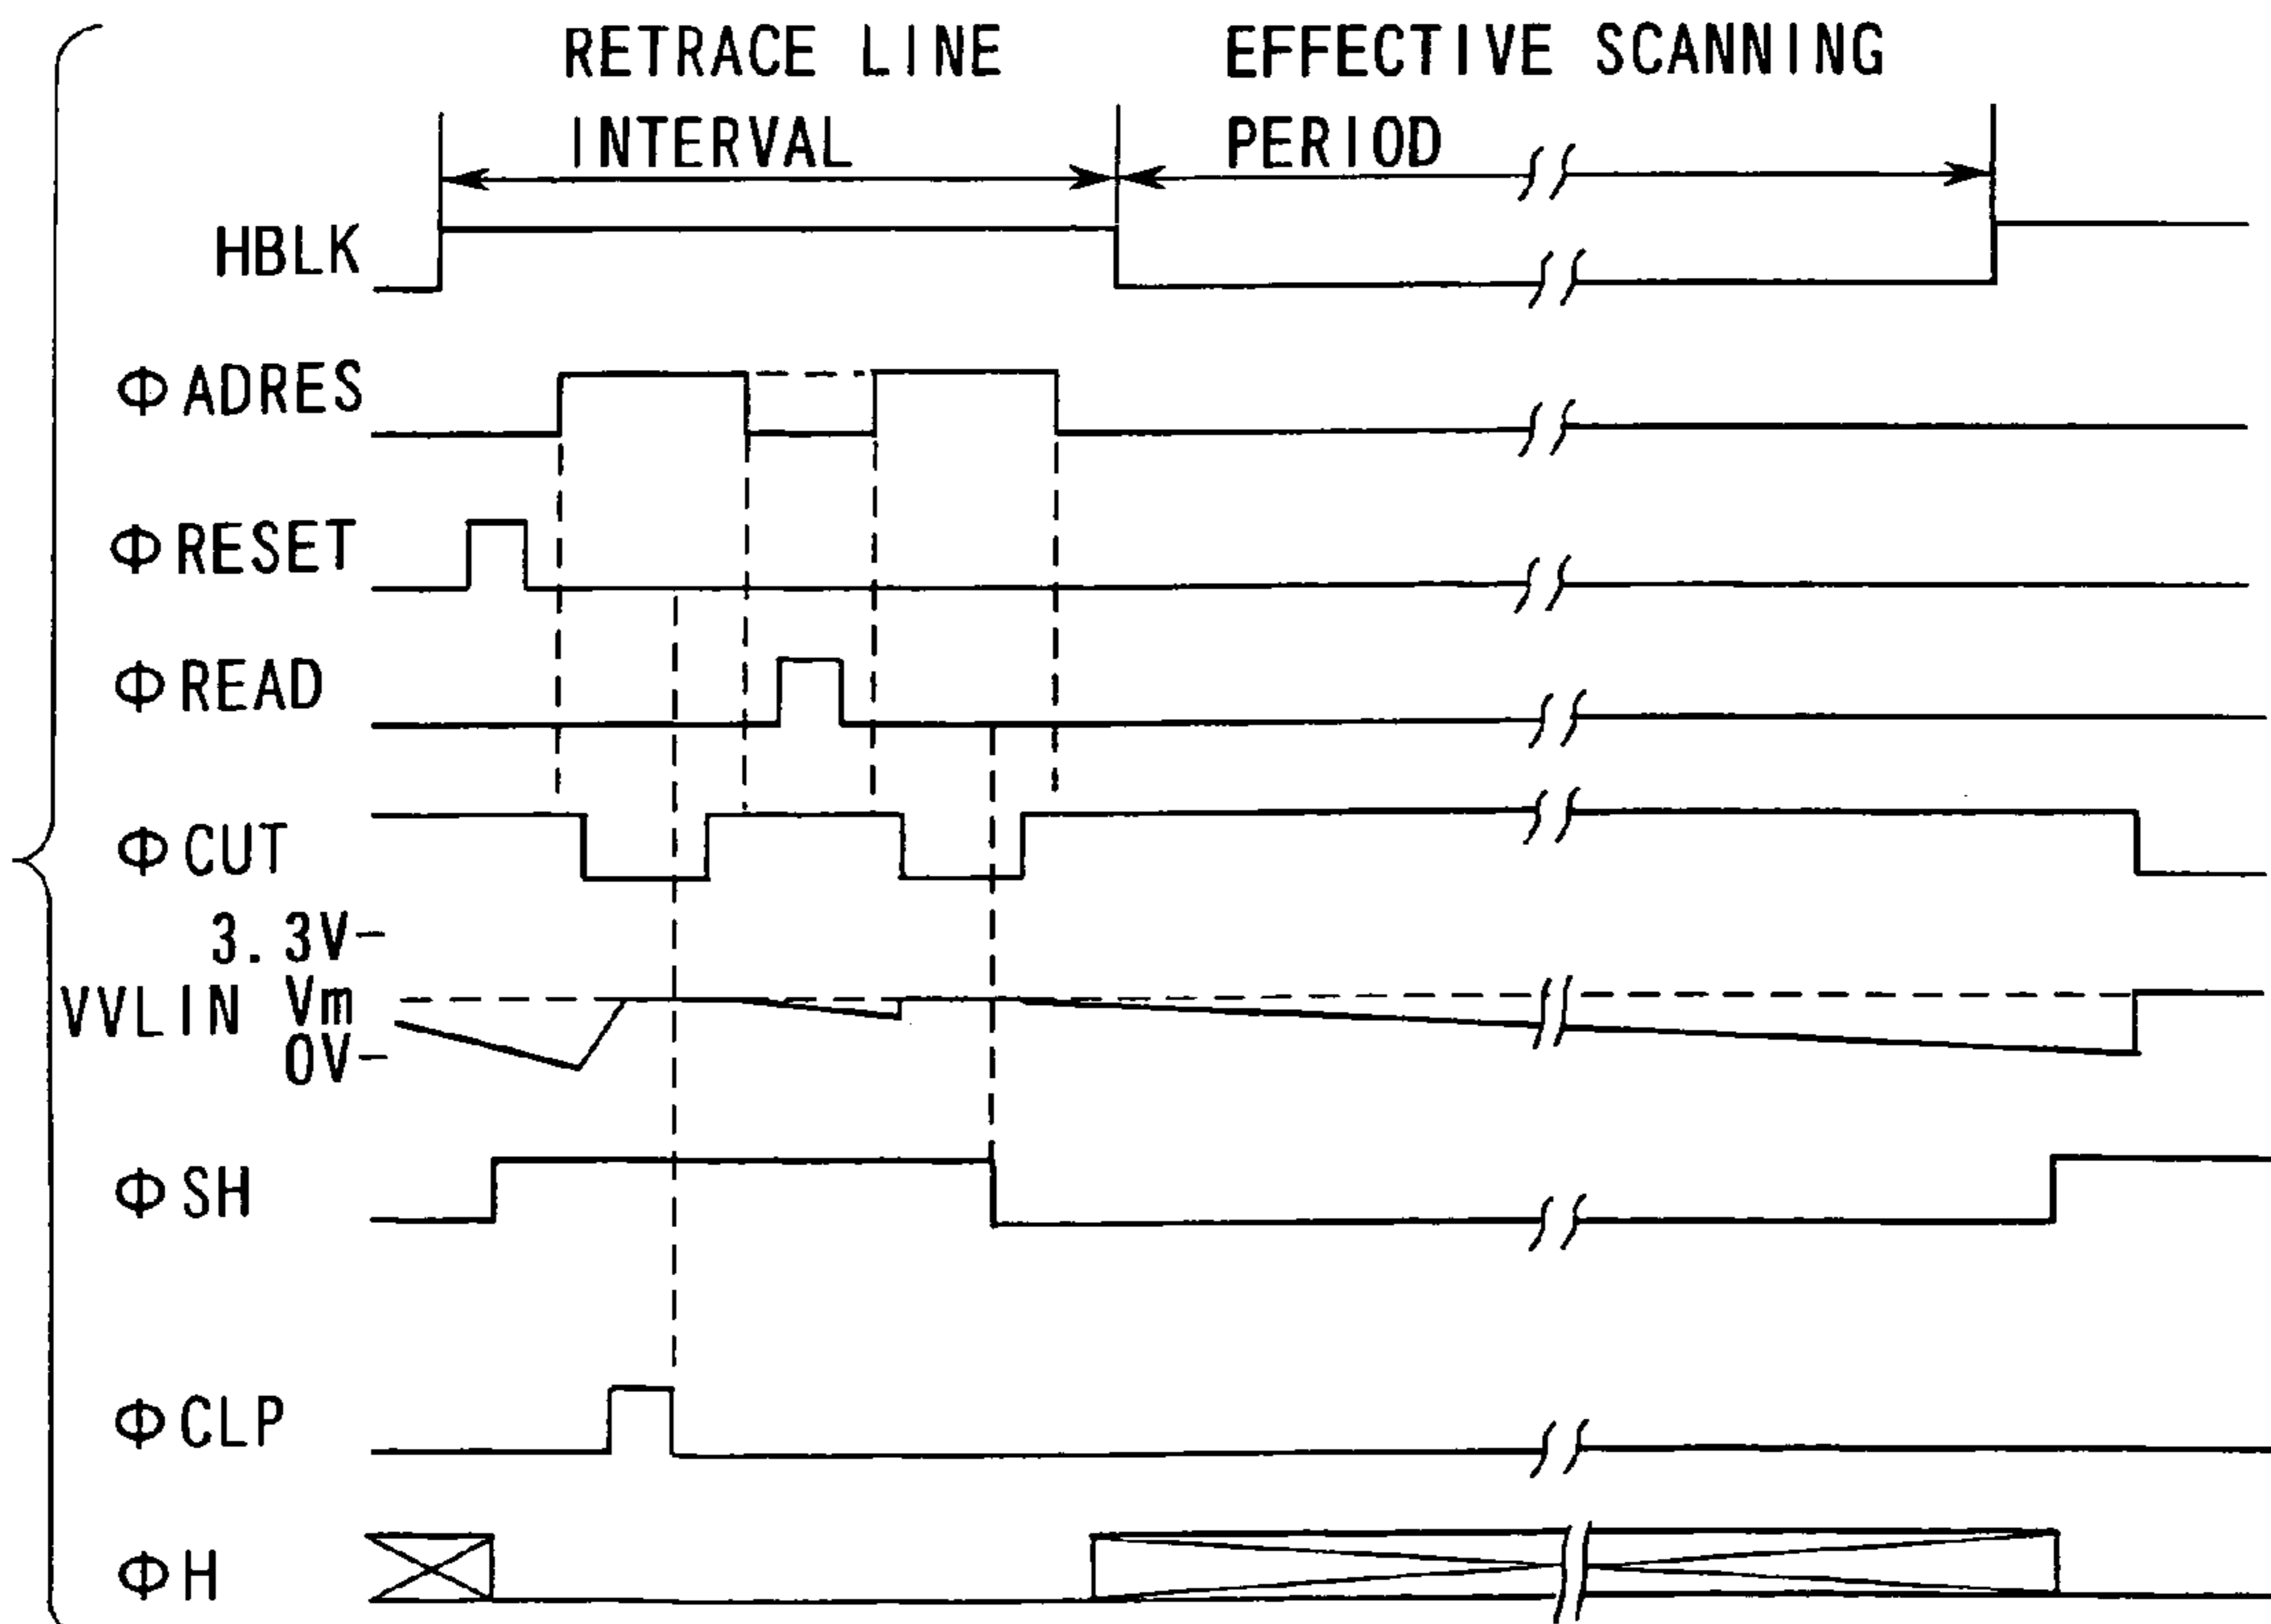 RETRACE LINE
INTERVAL
EFFECTIVE SCANNING
PERIOD
HBLK
ΦADRES
ΦRESET
ΦREAD
ΦCUT
3.3V
VVLIN Vm
0V
ΦSH
ΦCLP
ΦH